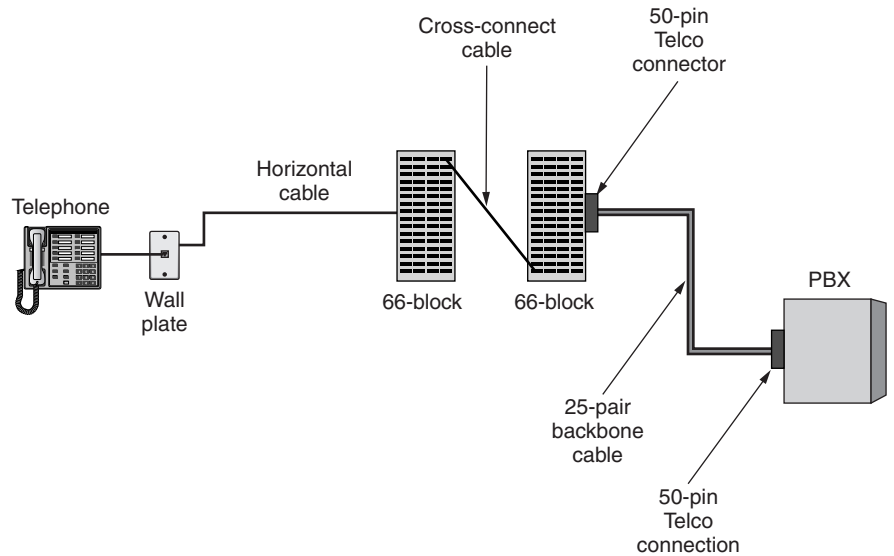 Cross-connect
cable
50-pin
Telco
connector
Horizontal
cable
Telephone
Wall
plate
66-block
66-block
PBX
25-pair
backbone
cable
50-pin
Telco
connection